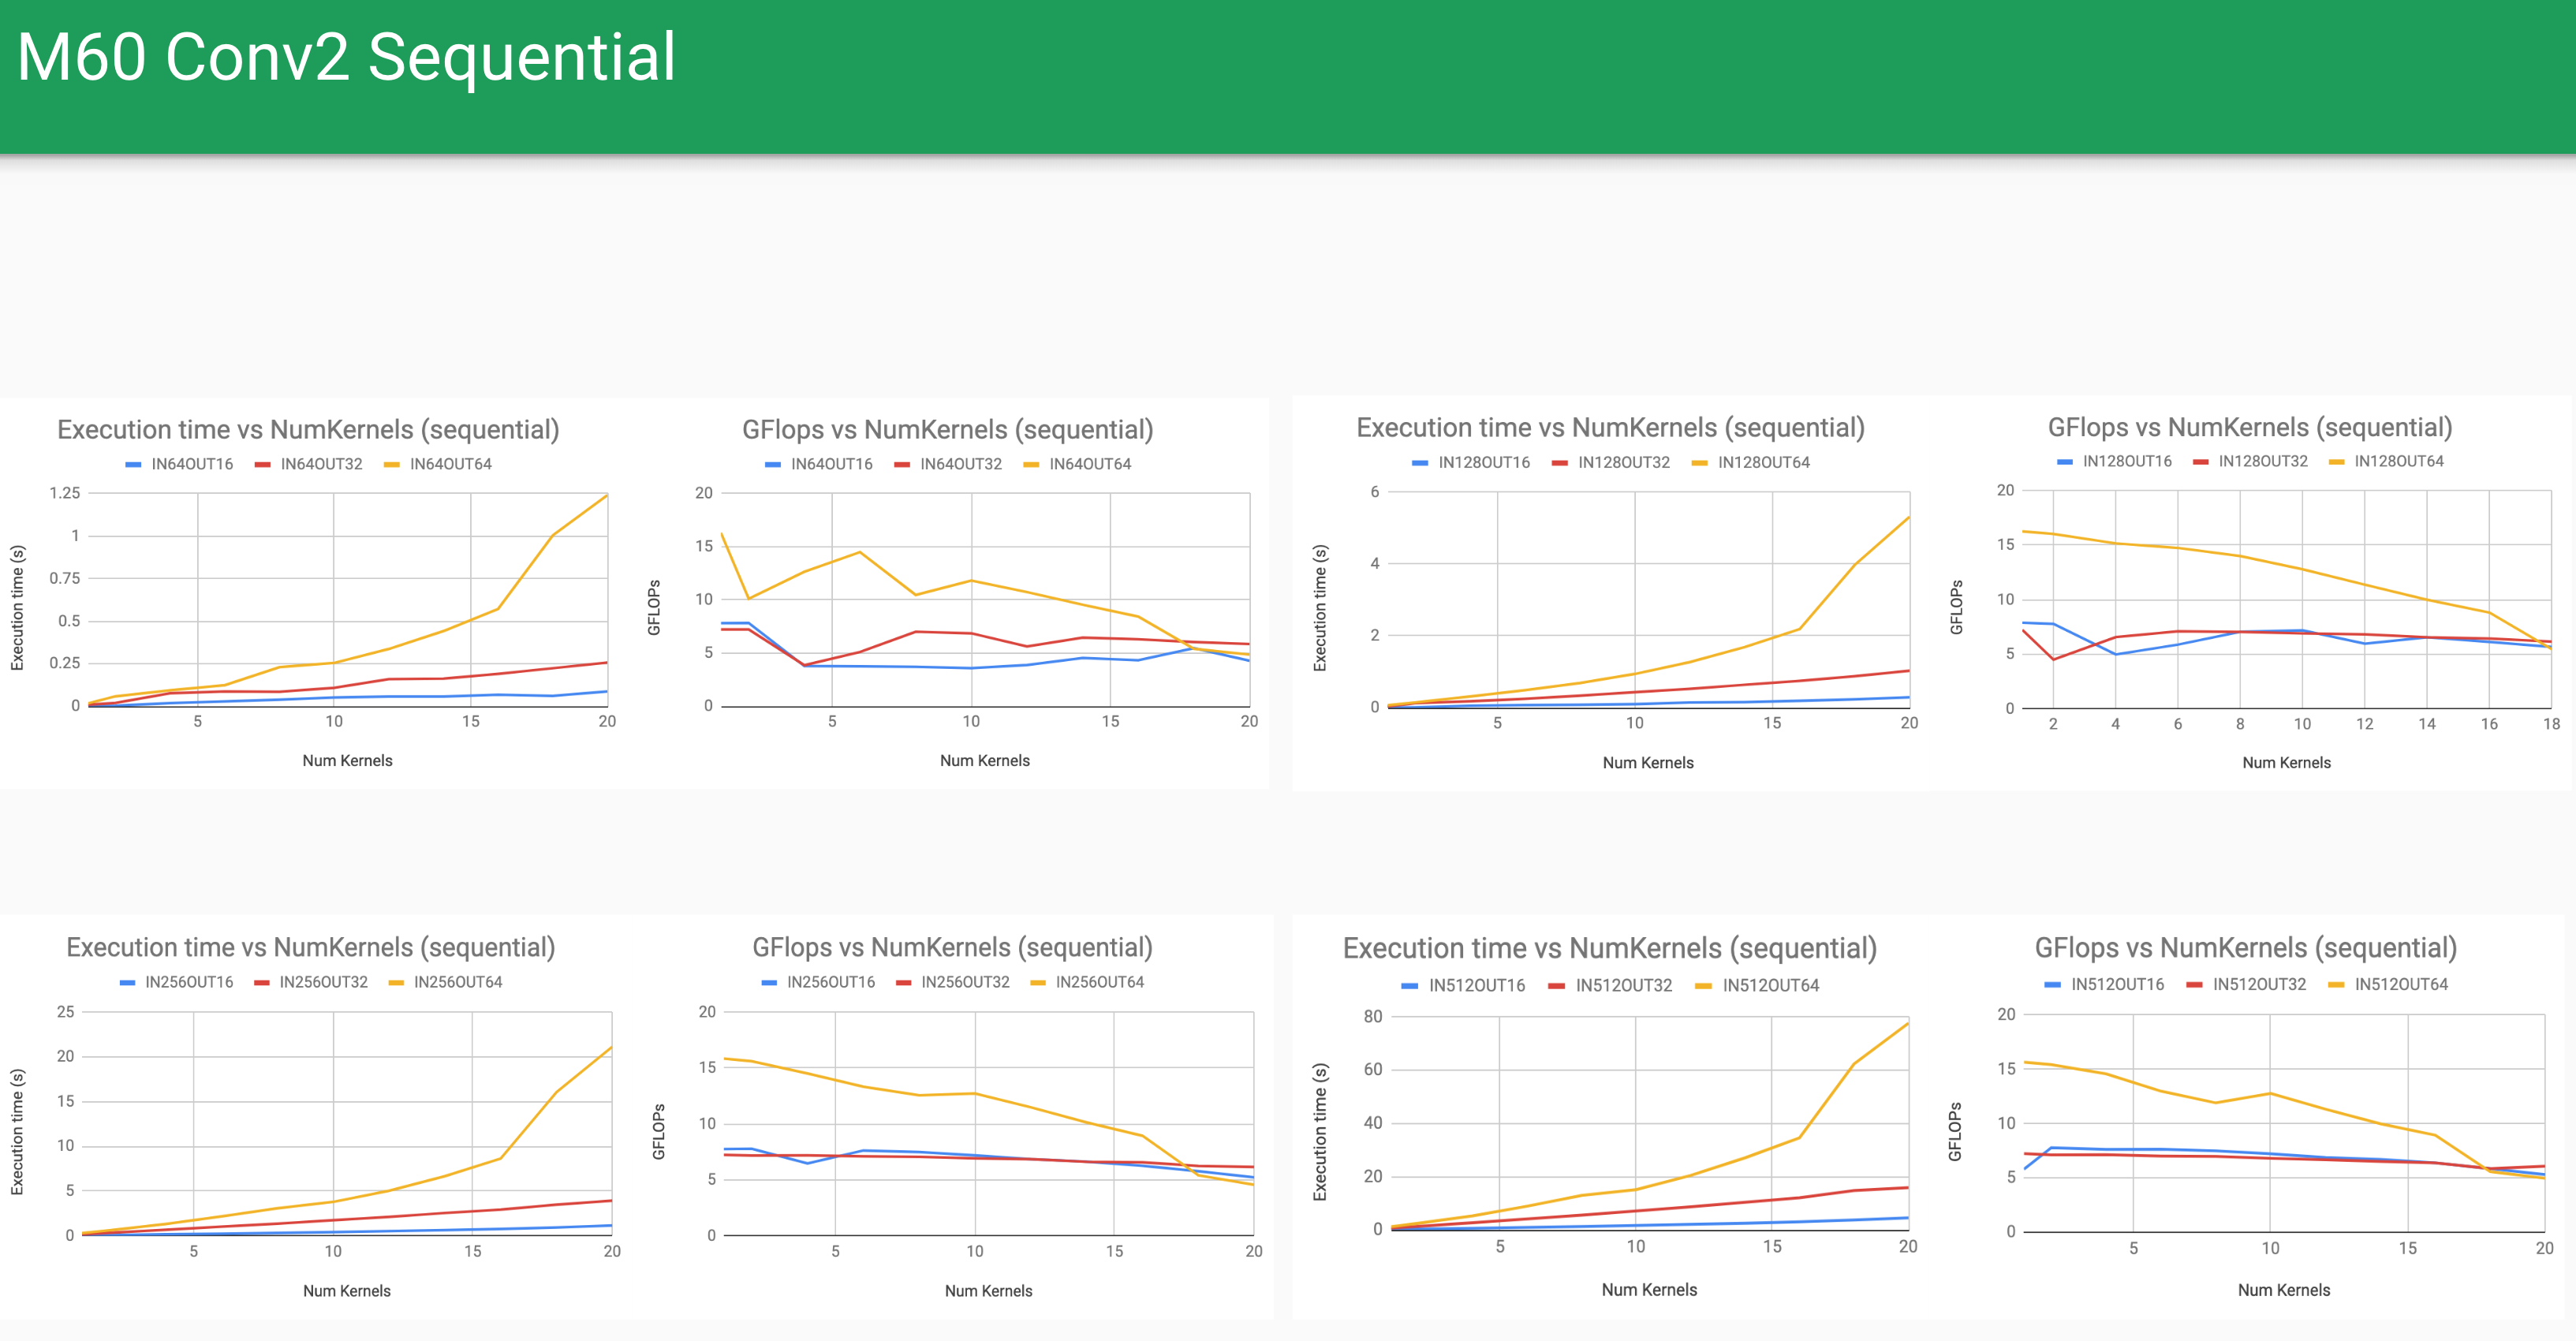 M60 Conv2 Sequential
Execution time vs NumKernels (sequential)
IN64OUT16 IN64OUT32 IN64OUT64
Execution time (s)
1.25
1
0.75
0.5
0.25
0
5 10 15 20
Num Kernels
GFlops vs NumKernels (sequential)
IN64OUT16 IN64OUT32 IN64OUT64
GFLOPs
20
15
10
5
0
5 10 15 20
Num Kernels
Execution time vs NumKernels (sequential)
IN128OUT16 IN128OUT32 IN128OUT64
Execution time (s)
6
4
2
0
5 10 15 20
Num Kernels
GFlops vs NumKernels (sequential)
IN128OUT16 IN128OUT32 IN128OUT64
GFLOPs
20
15
10
5
0
2 4 6 8 10 12 14 16 18
Num Kernels
Execution time vs NumKernels (sequential)
IN256OUT16 IN256OUT32 IN256OUT64
Execution time (s)
25
20
15
10
5
0
5 10 15 20
Num Kernels
GFlops vs NumKernels (sequential)
IN256OUT16 IN256OUT32 IN256OUT64
GFLOPs
20
15
10
5
0
5 10 15 20
Num Kernels
Execution time vs NumKernels (sequential)
IN512OUT16 IN512OUT32 IN512OUT64
Execution time (s)
80
60
40
20
0
5 10 15 20
Num Kernels
GFlops vs NumKernels (sequential)
IN512OUT16 IN512OUT32 IN512OUT64
GFLOPs
20
15
10
5
0
5 10 15 20
Num Kernels